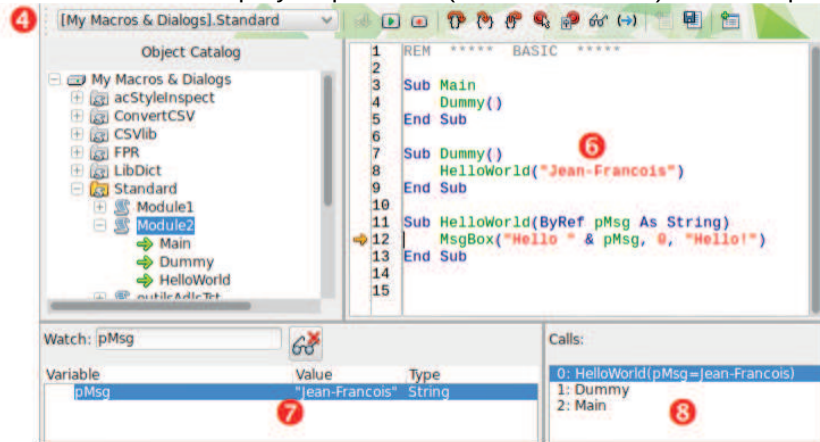 4
[My Macros & Dialogs].Standard
Object Catalog
My Macros & Dialogs
acStyleInspect
ConvertCSV
CSVlib
FPR
LibDict
Standard
Module1
Module2
Main
Dummy
HelloWorld
1 REM ***** BASIC *****
2
3 Sub Main
4 Dummy()
5 End Sub
6
7 Sub Dummy()
8 HelloWorld("Jean-Francois")
9 End Sub
10
11 Sub HelloWorld(ByRef pMsg As String)
12 MsgBox("Hello " & pMsg, 0, "Hello!")
13 End Sub
14
15
6
Watch: pMsg
Variable Value Type
pMsg "Jean-Francois" String
7
Calls:
0: HelloWorld(pMsg=Jean-Francois)
1: Dummy
2: Main
8